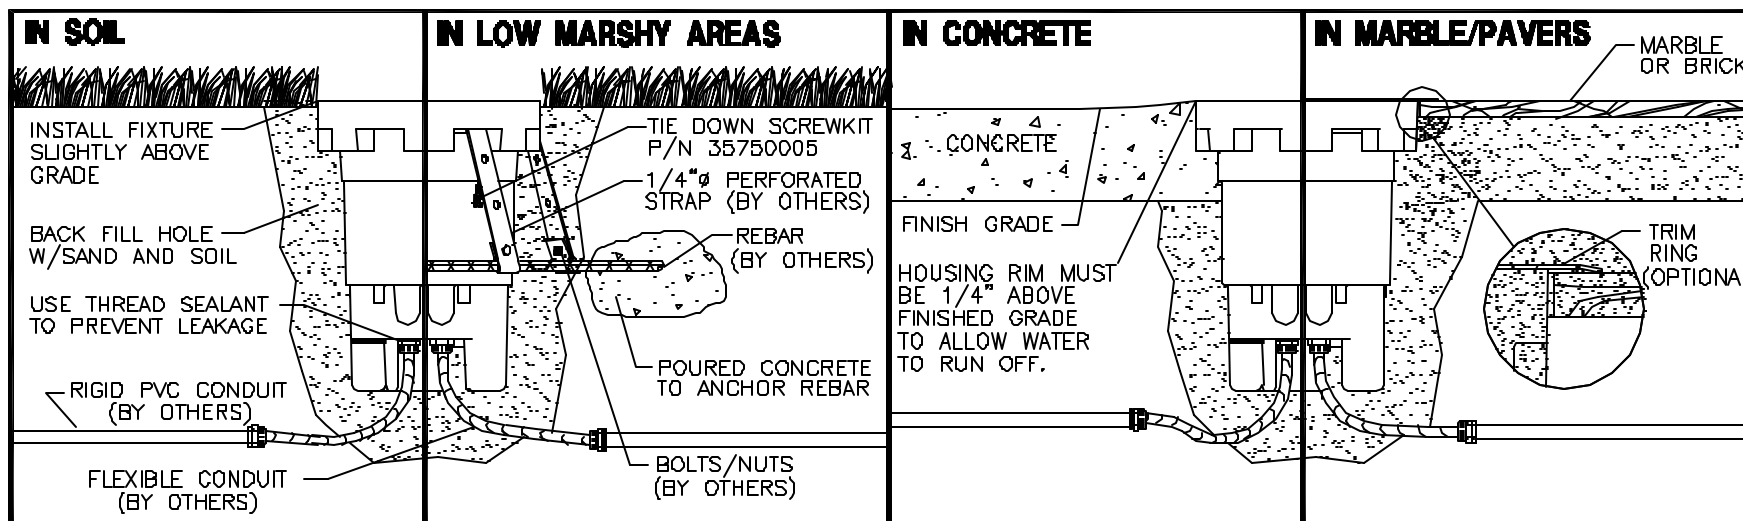 IN SOIL
INSTALL FIXTURE
SLIGHTLY ABOVE
GRADE
BACK FILL HOLE
W/SAND AND SOIL
USE THREAD SEALANT
TO PREVENT LEAKAGE
RIGID PVC CONDUIT
(BY OTHERS)
FLEXIBLE CONDUIT
(BY OTHERS)
IN LOW MARSHY AREAS
TIE DOWN SCREWKIT
P/N 35750005
1/4"ø PERFORATED
STRAP (BY OTHERS)
REBAR
(BY OTHERS)
POURED CONCRETE
TO ANCHOR REBAR
BOLTS/NUTS
(BY OTHERS)
IN CONCRETE
CONCRETE
FINISH GRADE
HOUSING RIM MUST
BE 1/4" ABOVE
FINISHED GRADE
TO ALLOW WATER
TO RUN OFF.
IN MARBLE/PAVERS
MARBLE
OR BRICK
TRIM
RING
(OPTIONA